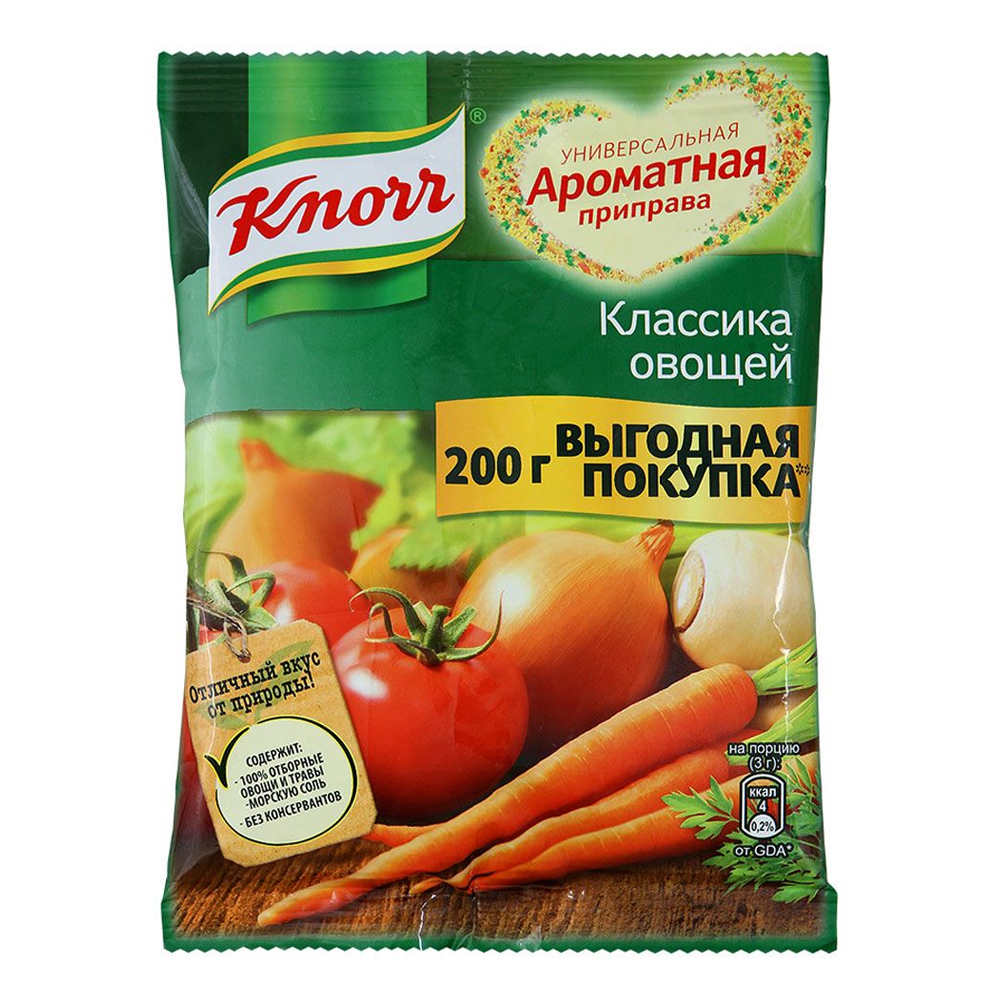 Knorr®
УНИВЕРСАЛЬНАЯ
Ароматная
приправа
Классика
овощей
200 г ВЫГОДНАЯ
ПОКУПКА**
Отличный вкус
от природы!
СОДЕРЖИТ:
- 100% ОТБОРНЫЕ
ОВОЩИ И ТРАВЫ
-МОРСКУЮ СОЛЬ
- БЕЗ КОНСЕРВАНТОВ
на порцию
(3 г):
ккал
4
0,2%
от GDA*